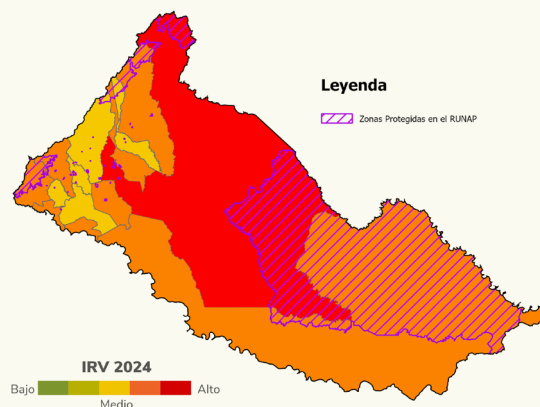 Leyenda
Zonas Protegidas en el RUNAP
IRV 2024
Bajo
Alto
Medio